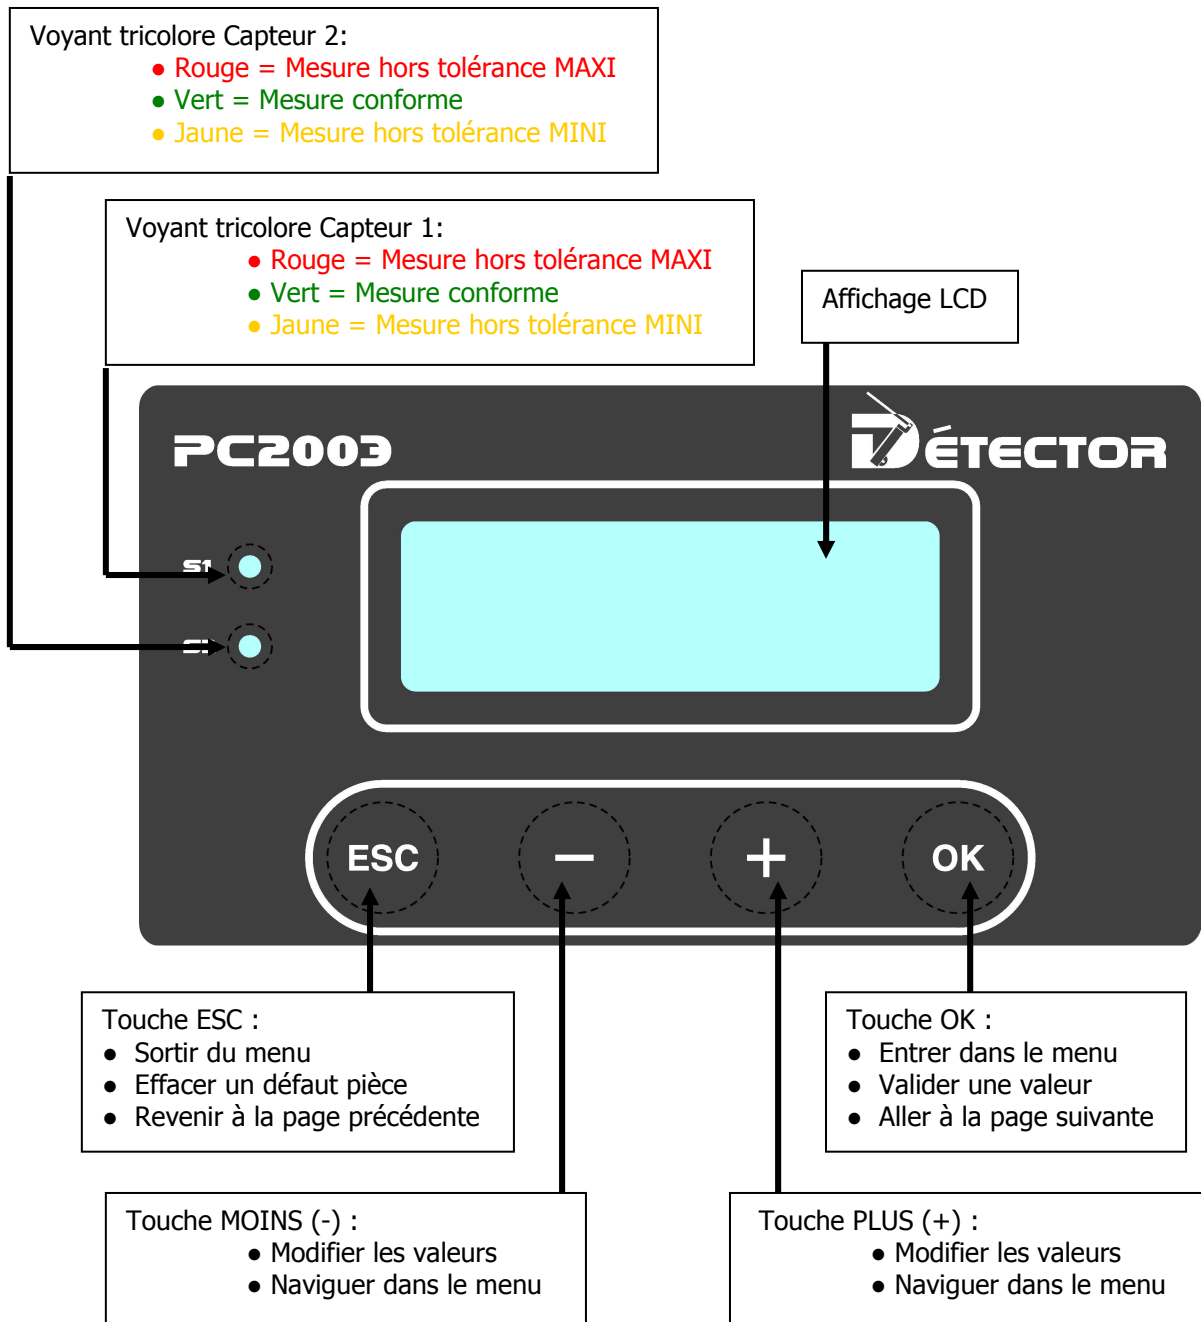 Voyant tricolore Capteur 2:
● Rouge = Mesure hors tolérance MAXI
● Vert = Mesure conforme
● Jaune = Mesure hors tolérance MINI
Voyant tricolore Capteur 1:
● Rouge = Mesure hors tolérance MAXI
● Vert = Mesure conforme
● Jaune = Mesure hors tolérance MINI
Affichage LCD
PC2003
DÉTECTOR
S1
ESC
−
+
OK
Touche ESC :
● Sortir du menu
● Effacer un défaut pièce
● Revenir à la page précédente
Touche OK :
● Entrer dans le menu
● Valider une valeur
● Aller à la page suivante
Touche MOINS (-) :
● Modifier les valeurs
● Naviguer dans le menu
Touche PLUS (+) :
● Modifier les valeurs
● Naviguer dans le menu